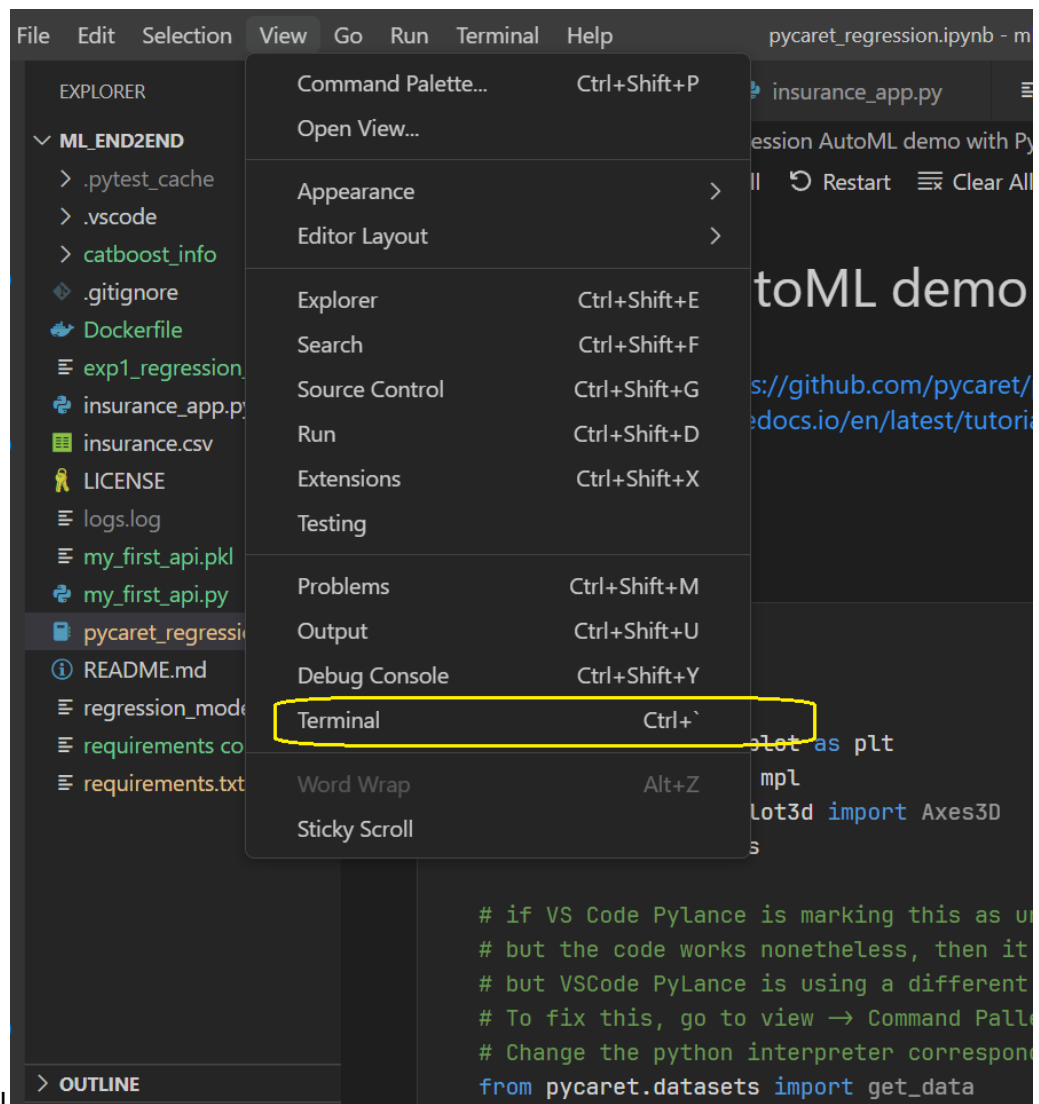 File Edit Selection View Go Run Terminal Help pycaret_regression.ipynb - m
EXPLORER
ML_END2END
.pytest_cache
.vscode
catboost_info
.gitignore
Dockerfile
exp1_regression_
insurance_app.py
insurance.csv
LICENSE
logs.log
my_first_api.pkl
my_first_api.py
pycaret_regressi
README.md
regression_mode
requirements co
requirements.txt
OUTLINE
Command Palette... Ctrl+Shift+P
Open View...
Appearance
Editor Layout
Explorer Ctrl+Shift+E
Search Ctrl+Shift+F
Source Control Ctrl+Shift+G
Run Ctrl+Shift+D
Extensions Ctrl+Shift+X
Testing
Problems Ctrl+Shift+M
Output Ctrl+Shift+U
Debug Console Ctrl+Shift+Y
Terminal Ctrl+`
Word Wrap Alt+Z
Sticky Scroll
insurance_app.py
ession AutoML demo with Py
ll Restart Clear All
toML demo
s://github.com/pycaret/
edocs.io/en/latest/tutoria
plot as plt
mpl
lot3d import Axes3D
s
# if VS Code Pylance is marking this as u
# but the code works nonetheless, then it
# but VSCode PyLance is using a different
# To fix this, go to view → Command Palle
# Change the python interpreter correspond
from pycaret.datasets import get_data